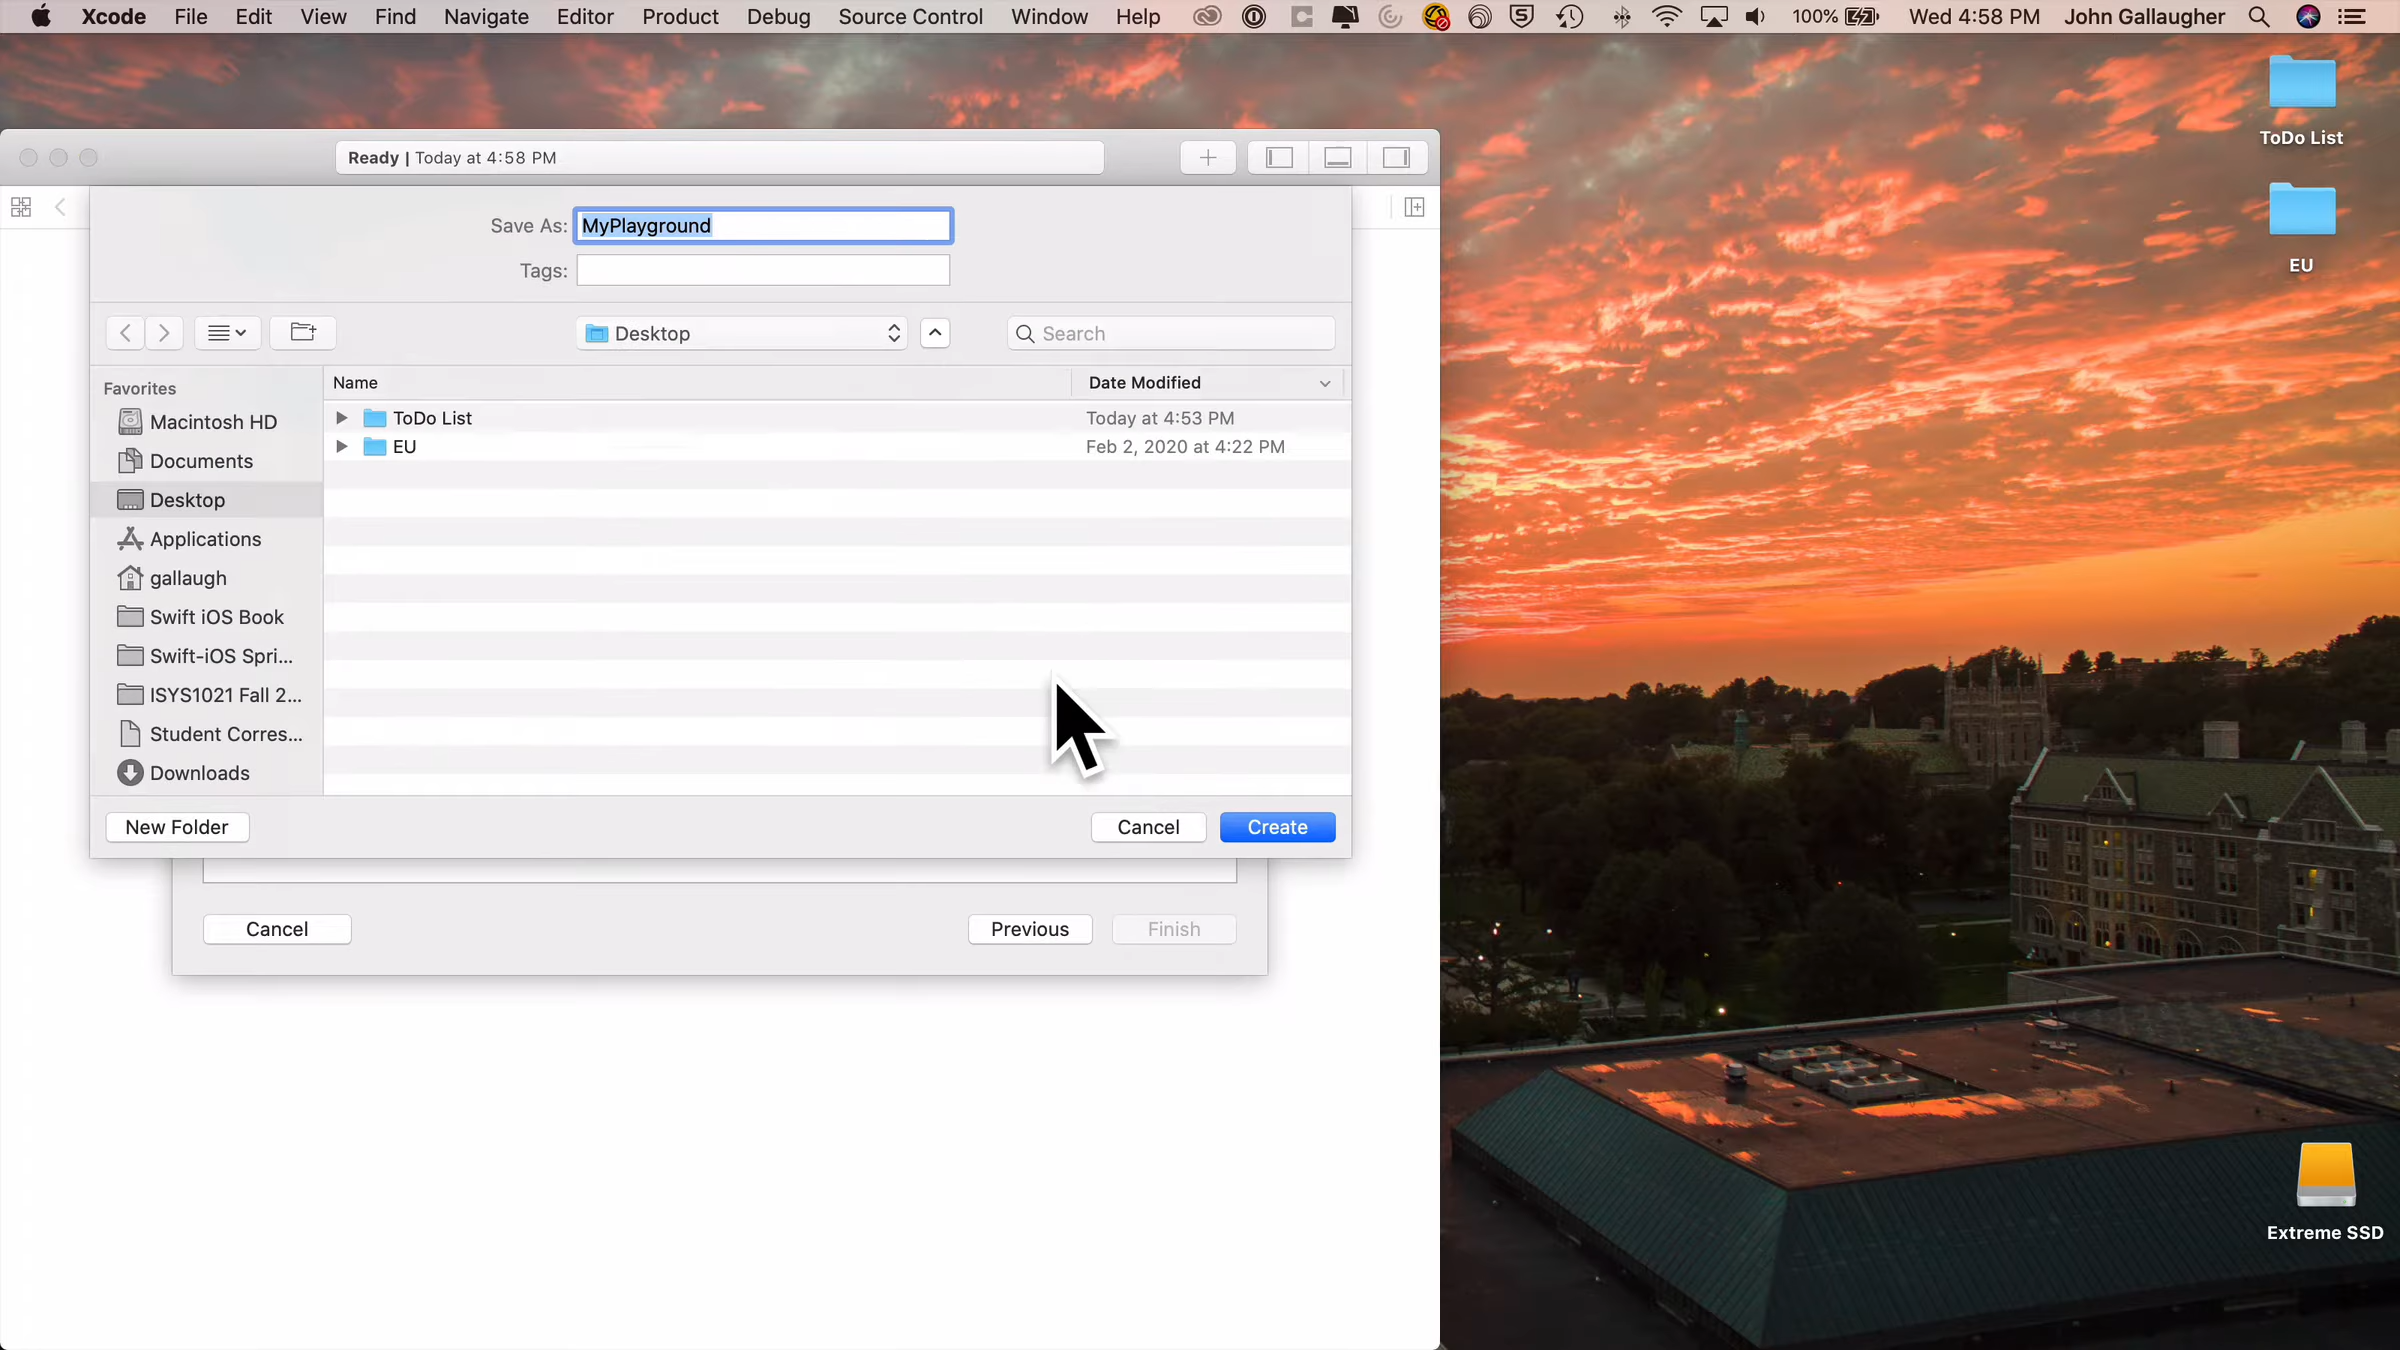 Xcode File Edit View Find Navigate Editor Product Debug Source Control Window Help 100% Wed 4:58 PM John Gallaugher
ToDo List
EU
Ready | Today at 4:58 PM
Save As: MyPlayground
Tags:
Desktop
Search
Favorites
Name Date Modified
Macintosh HD
Documents
Desktop
Applications
gallaugh
Swift iOS Book
Swift-iOS Spri...
ISYS1021 Fall 2...
Student Corres...
Downloads
ToDo List Today at 4:53 PM
EU Feb 2, 2020 at 4:22 PM
New Folder Cancel Create
Cancel Previous Finish
Extreme SSD